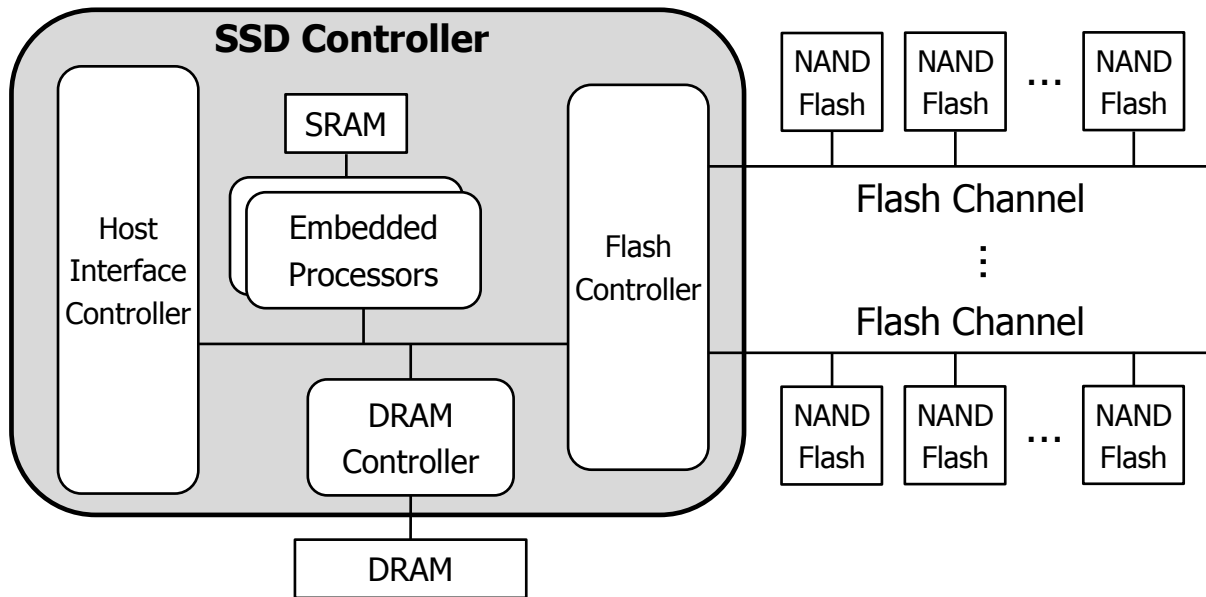 SSD Controller
Host
Interface
Controller
SRAM
Embedded
Processors
DRAM
Controller
DRAM
Flash
Controller
NAND
Flash
NAND
Flash
...
NAND
Flash
Flash Channel
...
Flash Channel
NAND
Flash
NAND
Flash
...
NAND
Flash